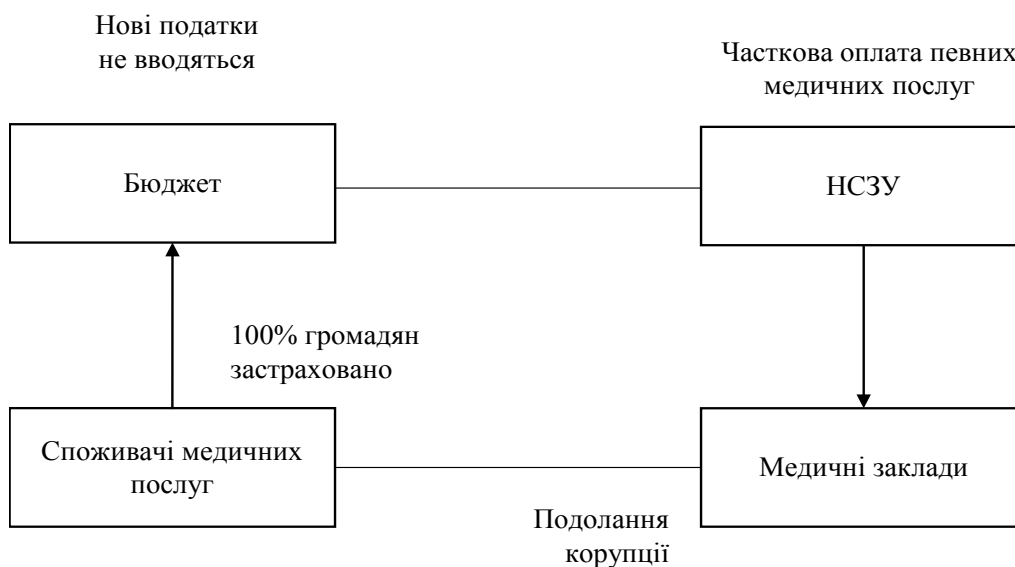 Нові податки
не вводяться
Часткова оплата певних
медичних послуг
Бюджет
НСЗУ
100% громадян
застраховано
Споживачі медичних
послуг
Медичні заклади
Подолання
корупції